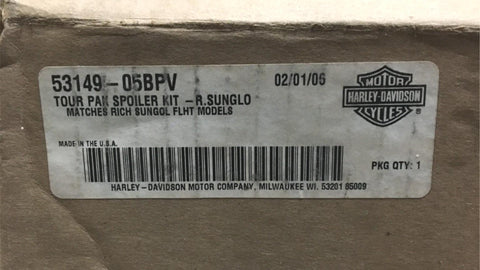 53149-05BPV 02/01/06
TOUR PAK SPOILER KIT -R.SUNGLO
MATCHES RICH SUNGOL FLHT MODELS
MOTOR
HARLEY-DAVIDSON
CYCLES
®
MADE IN THE U.S.A.
PKG QTY: 1
HARLEY-DAVIDSON MOTOR COMPANY, MILWAUKEE WI. 53201 85009